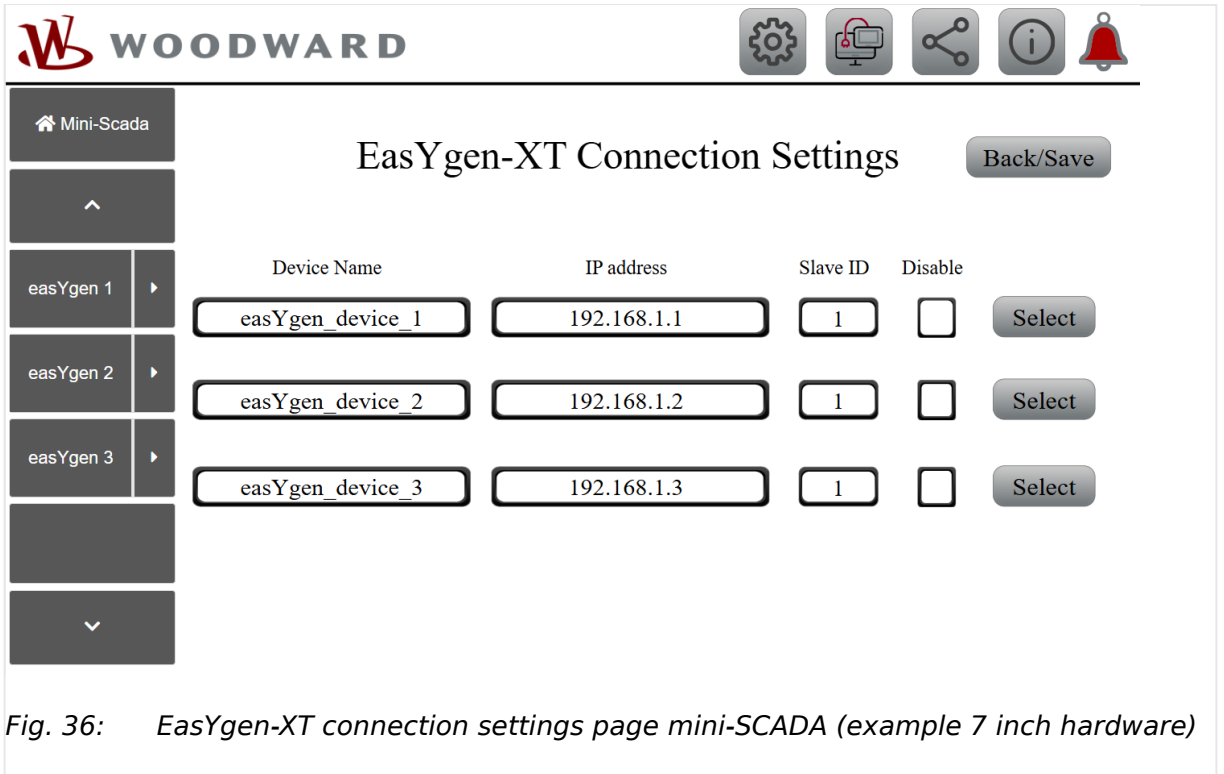 WOODWARD
Mini-Scada
EasYgen-XT Connection Settings
Back/Save
Device Name IP address Slave ID Disable
easYgen 1
easYgen_device_1 192.168.1.1 1 Select
easYgen 2
easYgen_device_2 192.168.1.2 1 Select
easYgen 3
easYgen_device_3 192.168.1.3 1 Select
Fig. 36: EasYgen-XT connection settings page mini-SCADA (example 7 inch hardware)